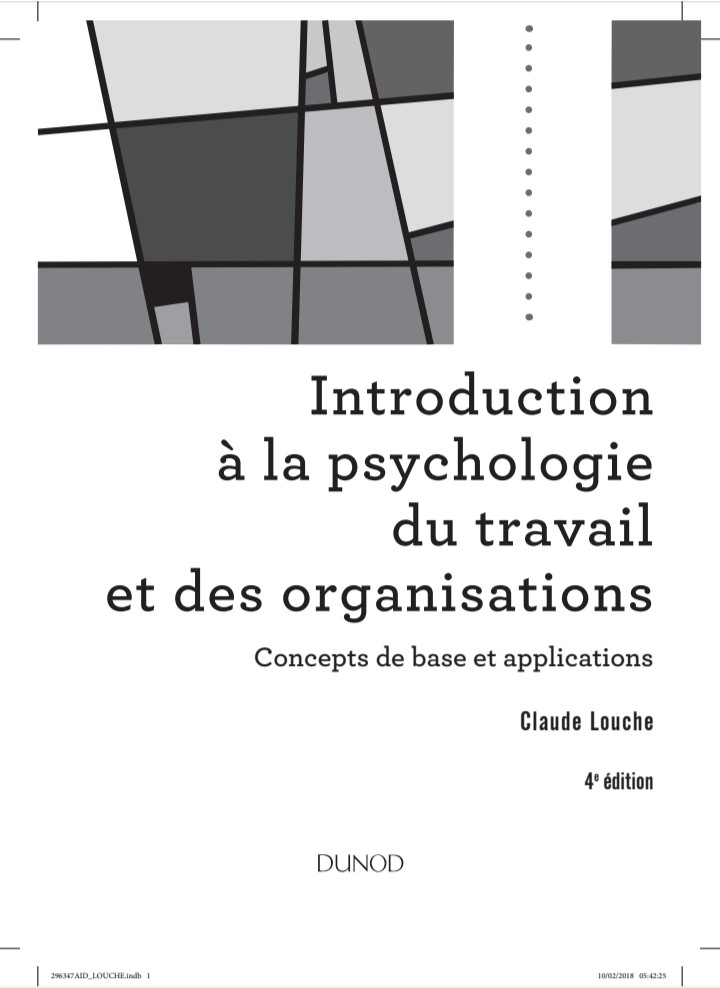 Introduction
à la psychologie
du travail
et des organisations
Concepts de base et applications
Claude Louche
4e édition
DUNOD
296347AID_LOUCHE.indb 1 10/02/2018 05:42:25